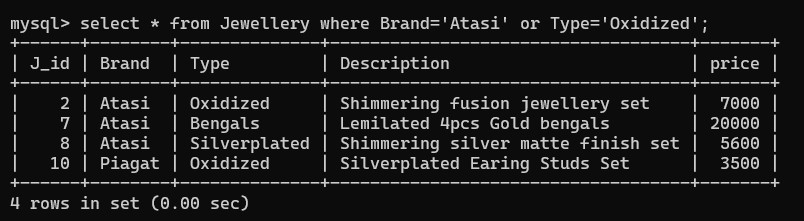 mysql> select * from Jewellery where Brand='Atasi' or Type='Oxidized';
+------+--------+--------------+-----------------------------------+-------+
| J_id | Brand  | Type         | Description                       | price |
+------+--------+--------------+-----------------------------------+-------+
|    2 | Atasi  | Oxidized     | Shimmering fusion jewellery set   |  7000 |
|    7 | Atasi  | Bengals      | Lemilated 4pcs Gold bengals       | 20000 |
|    8 | Atasi  | Silverplated | Shimmering silver matte finish set |  5600 |
|   10 | Piagat | Oxidized     | Silverplated Earing Studs Set     |  3500 |
+------+--------+--------------+-----------------------------------+-------+
4 rows in set (0.00 sec)